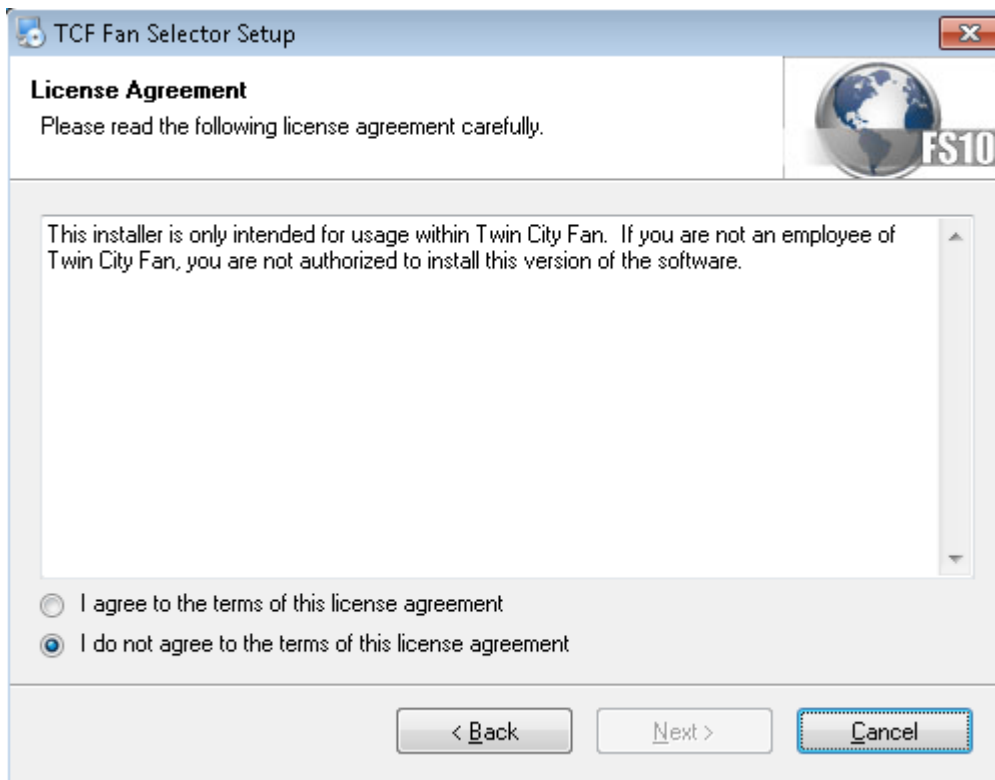 TCF Fan Selector Setup
License Agreement
Please read the following license agreement carefully.
FS10
This installer is only intended for usage within Twin City Fan.  If you are not an employee of
Twin City Fan, you are not authorized to install this version of the software.
I agree to the terms of this license agreement
I do not agree to the terms of this license agreement
< Back
Next >
Cancel